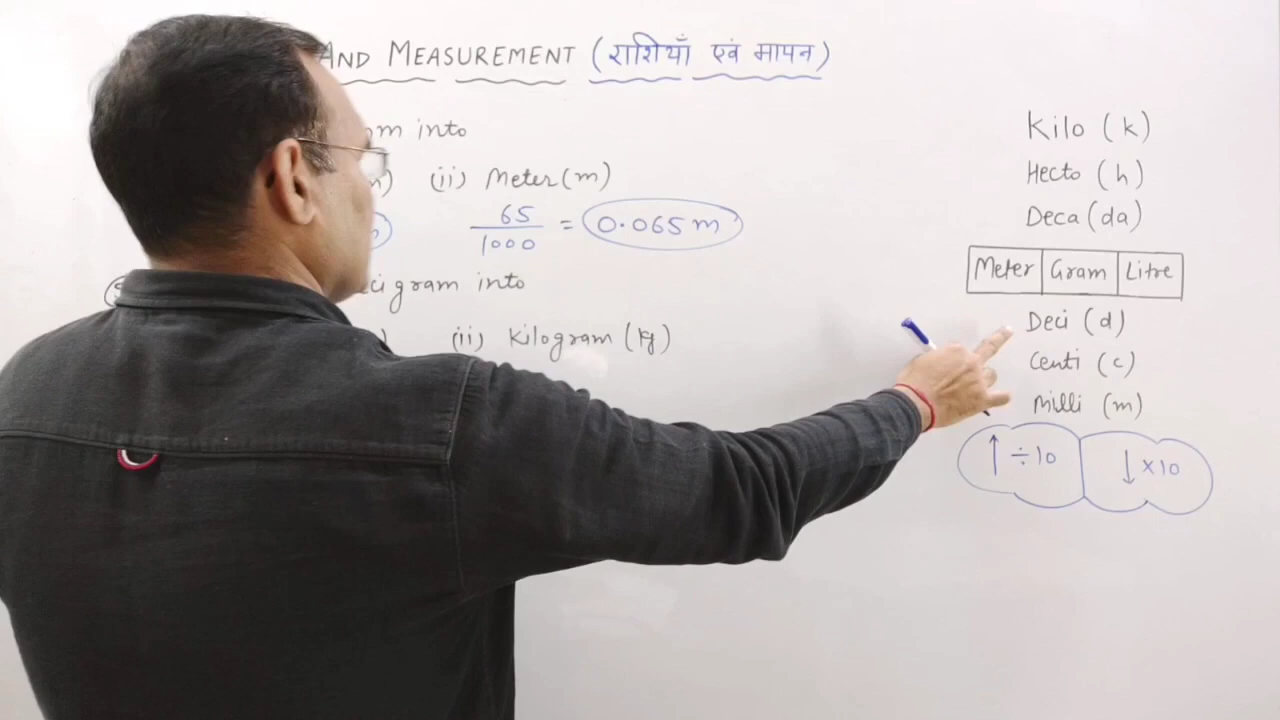 AND MEASUREMENT (राशियाँ एवं मापन)
into
(ii) Meter (m)
65/1000 = 0.065 m
gram into
(ii) Kilogram (kg)
Kilo (k)
Hecto (h)
Deca (da)
Meter Gram Litre
Deci (d)
Centi (c)
Milli (m)
↑ ÷10 ↓ ×10